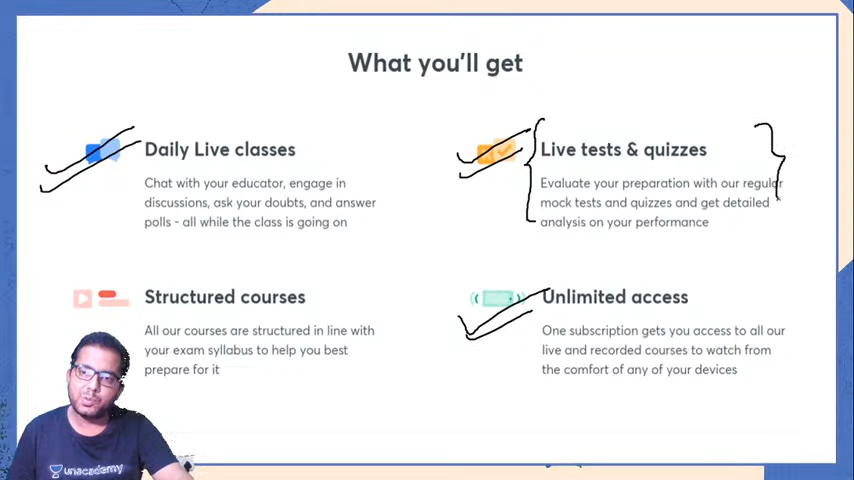 What you'll get
Daily Live classes
Chat with your educator, engage in
discussions, ask your doubts, and answer
polls - all while the class is going on
Live tests & quizzes
Evaluate your preparation with our regular
mock tests and quizzes and get detailed
analysis on your performance
Structured courses
All our courses are structured in line with
your exam syllabus to help you best
prepare for it
Unlimited access
One subscription gets you access to all our
live and recorded courses to watch from
the comfort of any of your devices
unacademy